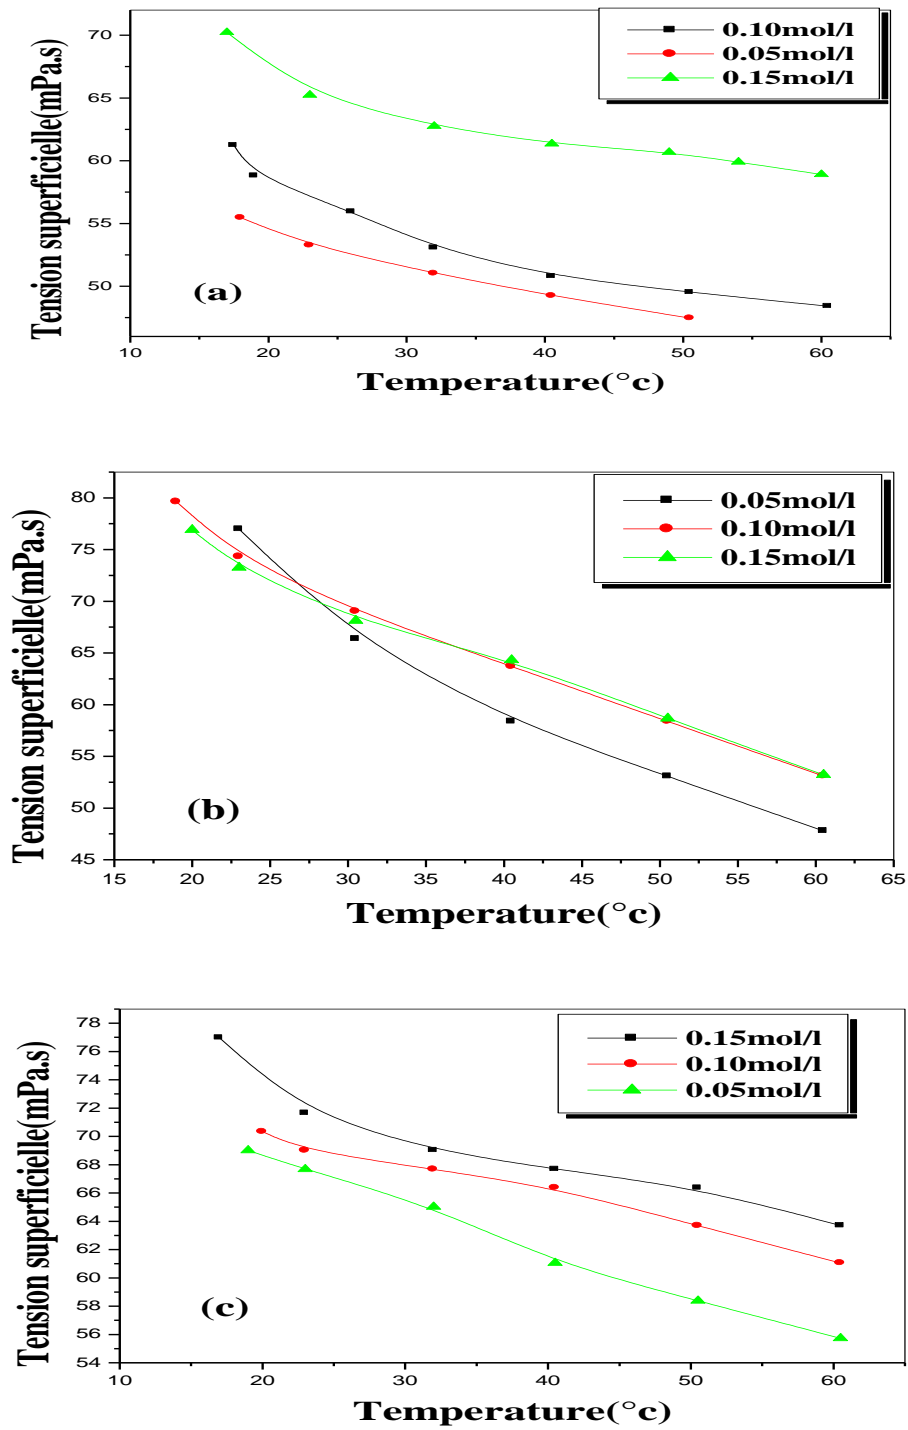 0.10mol/l
0.05mol/l
0.15mol/l
70
65
60
55
50
Tension superficielle(mPa.s)
(a)
10 20 30 40 50 60
Temperature(°c)
0.05mol/l
0.10mol/l
0.15mol/l
80
75
70
65
60
55
50
45
Tension superficielle(mPa.s)
(b)
15 20 25 30 35 40 45 50 55 60 65
Temperature(°c)
0.15mol/l
0.10mol/l
0.05mol/l
78
76
74
72
70
68
66
64
62
60
58
56
54
Tension superficielle(mPa.s)
(c)
10 20 30 40 50 60
Temperature(°c)